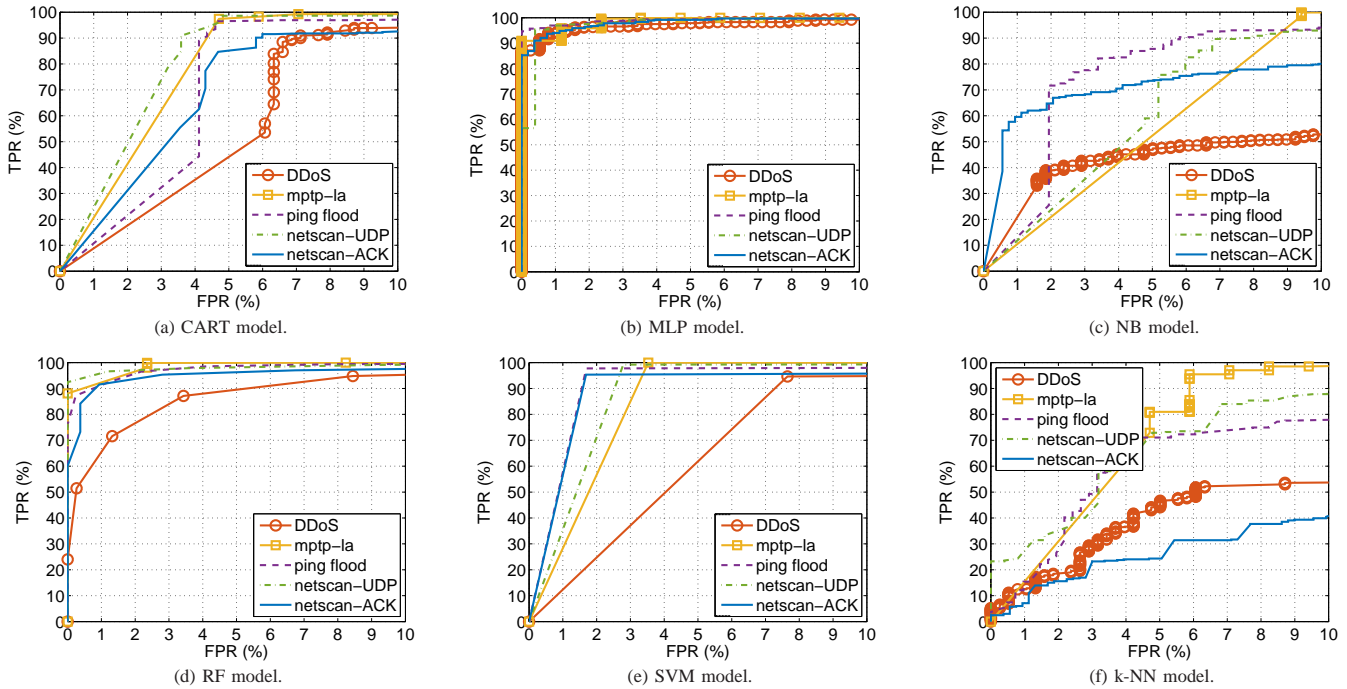 100
90
80
70
60
50
40
30
20
10
0
TPR (%)
DDoS
mptp−la
ping flood
netscan−UDP
netscan−ACK
0 1 2 3 4 5 6 7 8 9 10
FPR (%)
(a) CART model.
100
90
80
70
60
50
40
30
20
10
0
TPR (%)
DDoS
mptp−la
ping flood
netscan−UDP
netscan−ACK
0 1 2 3 4 5 6 7 8 9 10
FPR (%)
(b) MLP model.
100
90
80
70
60
50
40
30
20
10
0
TPR (%)
DDoS
mptp−la
ping flood
netscan−UDP
netscan−ACK
0 1 2 3 4 5 6 7 8 9 10
FPR (%)
(c) NB model.
100
90
80
70
60
50
40
30
20
10
0
TPR (%)
DDoS
mptp−la
ping flood
netscan−UDP
netscan−ACK
0 1 2 3 4 5 6 7 8 9 10
FPR (%)
(d) RF model.
100
90
80
70
60
50
40
30
20
10
0
TPR (%)
DDoS
mptp−la
ping flood
netscan−UDP
netscan−ACK
0 1 2 3 4 5 6 7 8 9 10
FPR (%)
(e) SVM model.
100
90
80
70
60
50
40
30
20
10
0
TPR (%)
DDoS
mptp−la
ping flood
netscan−UDP
netscan−ACK
0 1 2 3 4 5 6 7 8 9 10
FPR (%)
(f) k-NN model.